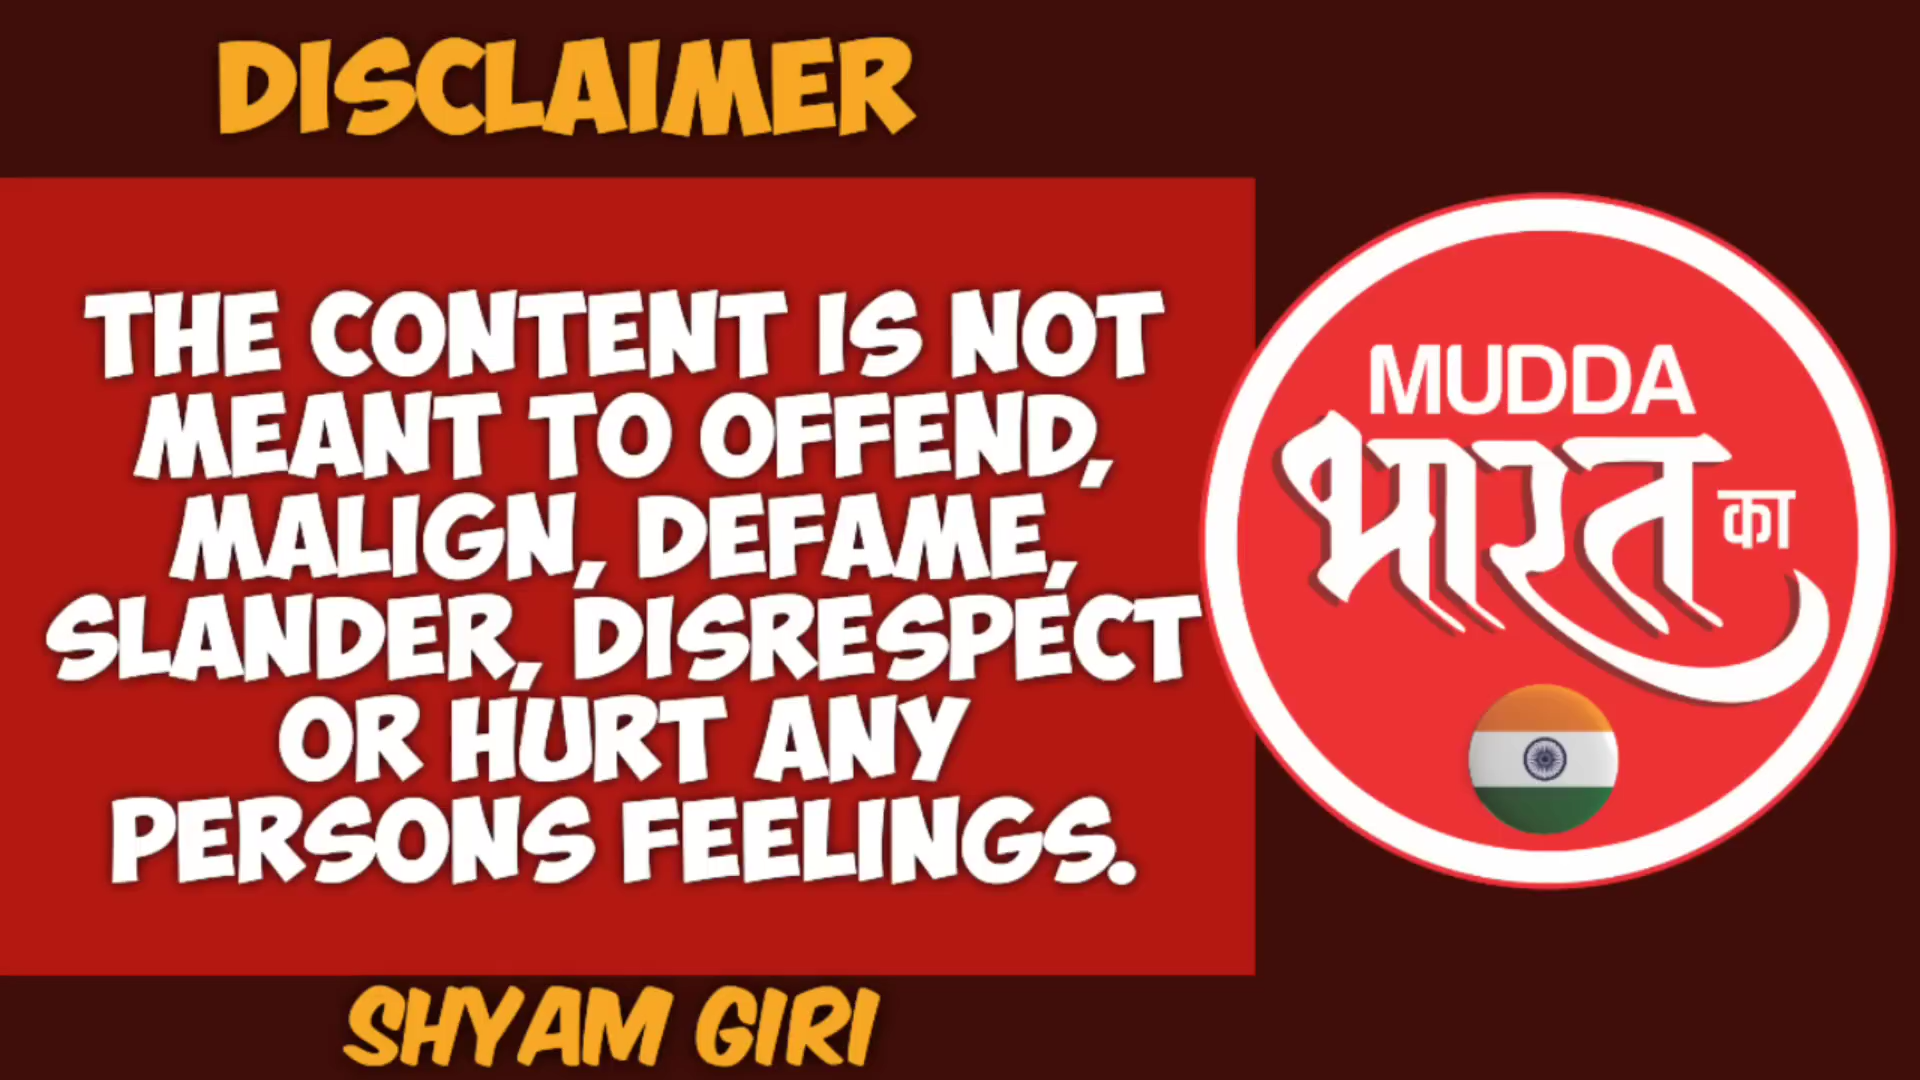 DISCLAIMER
THE CONTENT IS NOT
MEANT TO OFFEND,
MALIGN, DEFAME,
SLANDER, DISRESPECT
OR HURT ANY
PERSONS FEELINGS.
SHYAM GIRI
MUDDA
भारत का